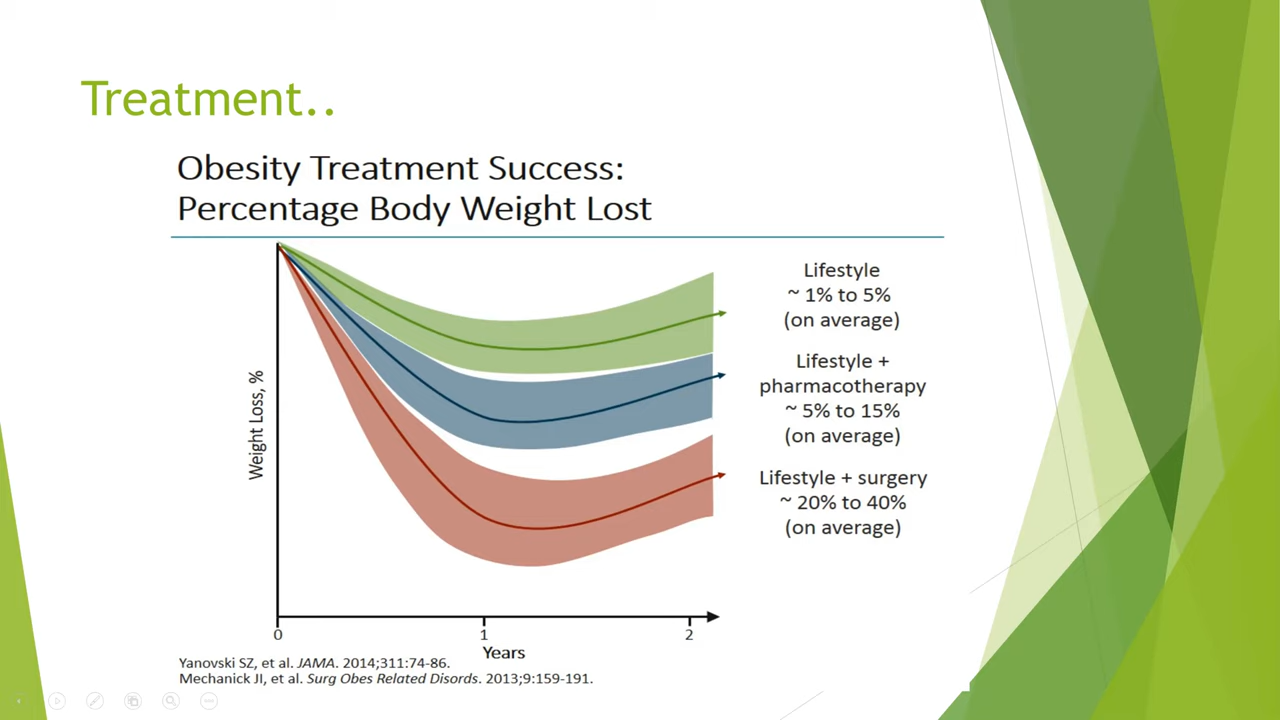 Treatment..
Obesity Treatment Success:
Percentage Body Weight Lost
Lifestyle
~ 1% to 5%
(on average)
Lifestyle +
pharmacotherapy
~ 5% to 15%
(on average)
Lifestyle + surgery
~ 20% to 40%
(on average)
Weight Loss, %
0
1
2
Years
Yanovski SZ, et al. JAMA. 2014;311:74-86.
Mechanick JI, et al. Surg Obes Related Disords. 2013;9:159-191.